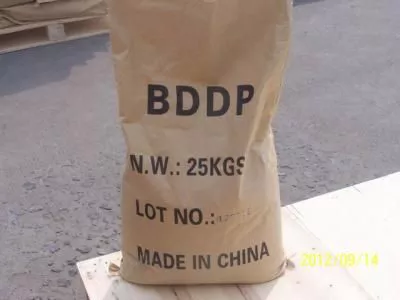 BDDP
N.W.: 25KGS
LOT NO.:
MADE IN CHINA
2012/09/14